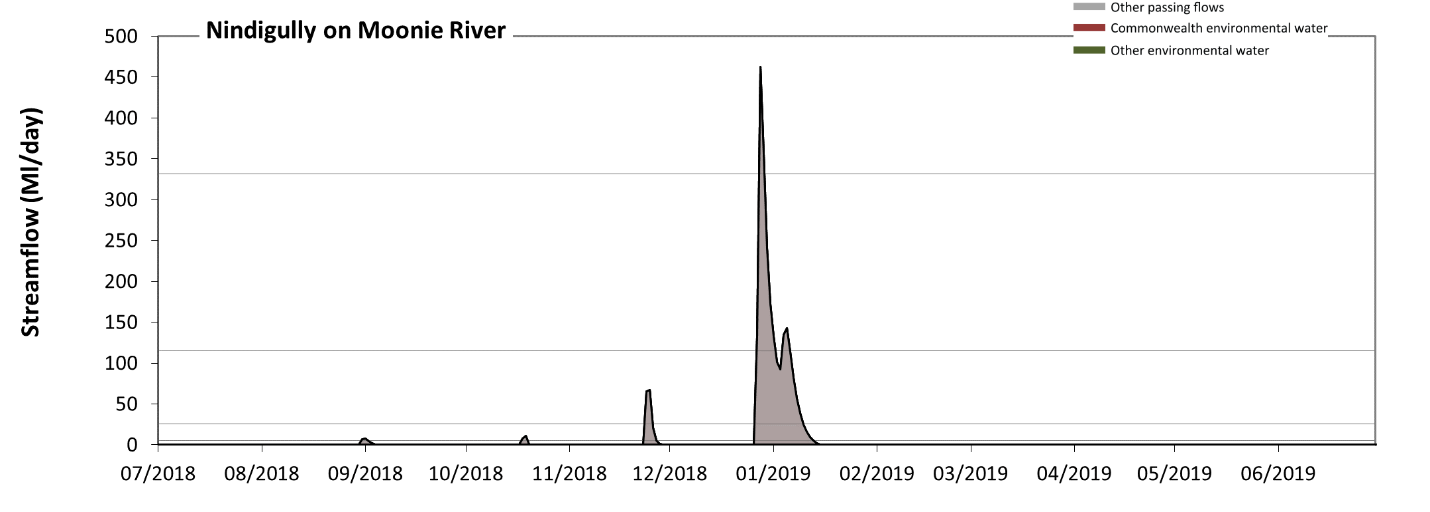 Other passing flows
Nindigully on Moonie River
Commonwealth environmental water
Other environmental water
Streamflow (Ml/day)
500
450
400
350
300
250
200
150
100
50
0
07/2018 08/2018 09/2018 10/2018 11/2018 12/2018 01/2019 02/2019 03/2019 04/2019 05/2019 06/2019